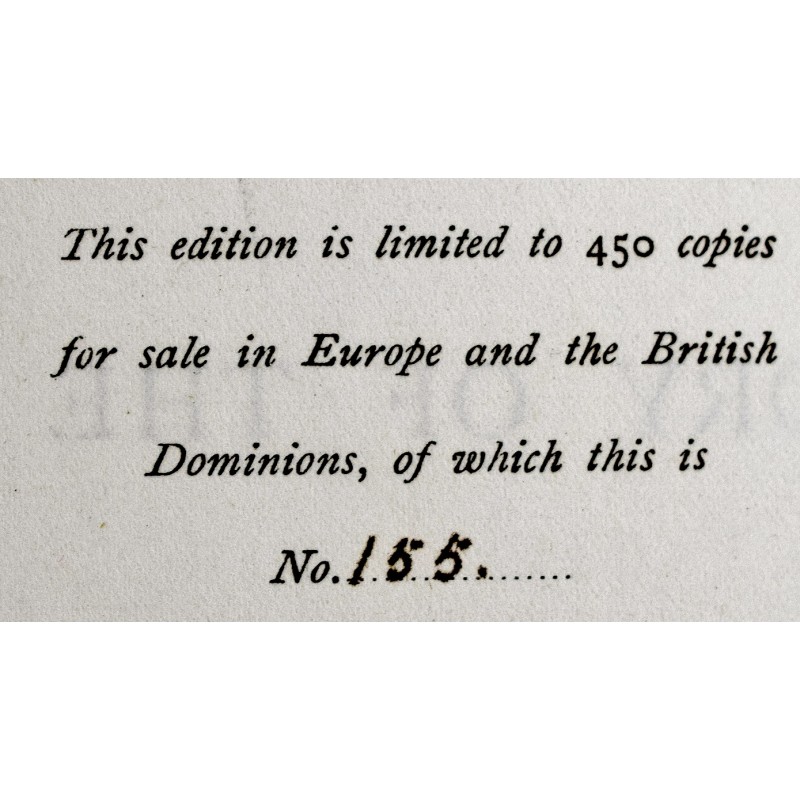 This edition is limited to 450 copies
for sale in Europe and the British
Dominions, of which this is
No. 155.